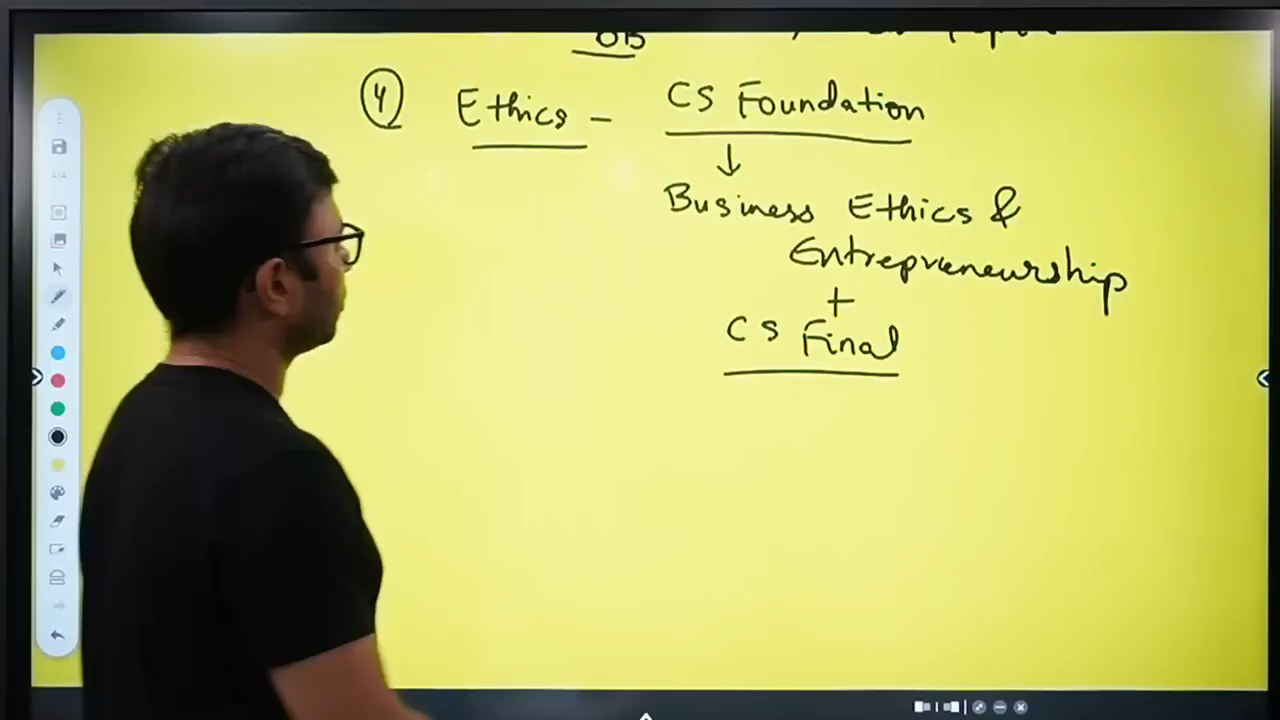 OB
④ Ethics - CS Foundation
↓
Business Ethics &
Entrepreneurship
+
CS Final